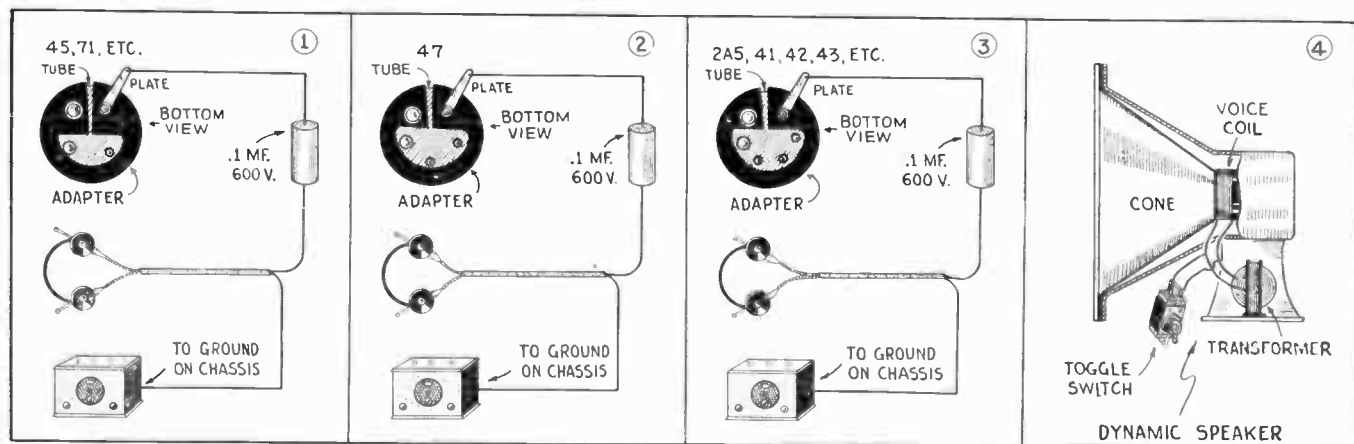 1
45, 71, ETC.
TUBE
PLATE
BOTTOM
VIEW
.1 MF.
600 V.
ADAPTER
TO GROUND
ON CHASSIS
2
47
TUBE
PLATE
BOTTOM
VIEW
.1 MF.
600 V.
ADAPTER
TO GROUND
ON CHASSIS
3
2A5, 41, 42, 43, ETC.
TUBE
PLATE
BOTTOM
VIEW
.1 MF.
600 V.
ADAPTER
TO GROUND
ON CHASSIS
4
VOICE
COIL
CONE
TRANSFORMER
TOGGLE
SWITCH
DYNAMIC SPEAKER